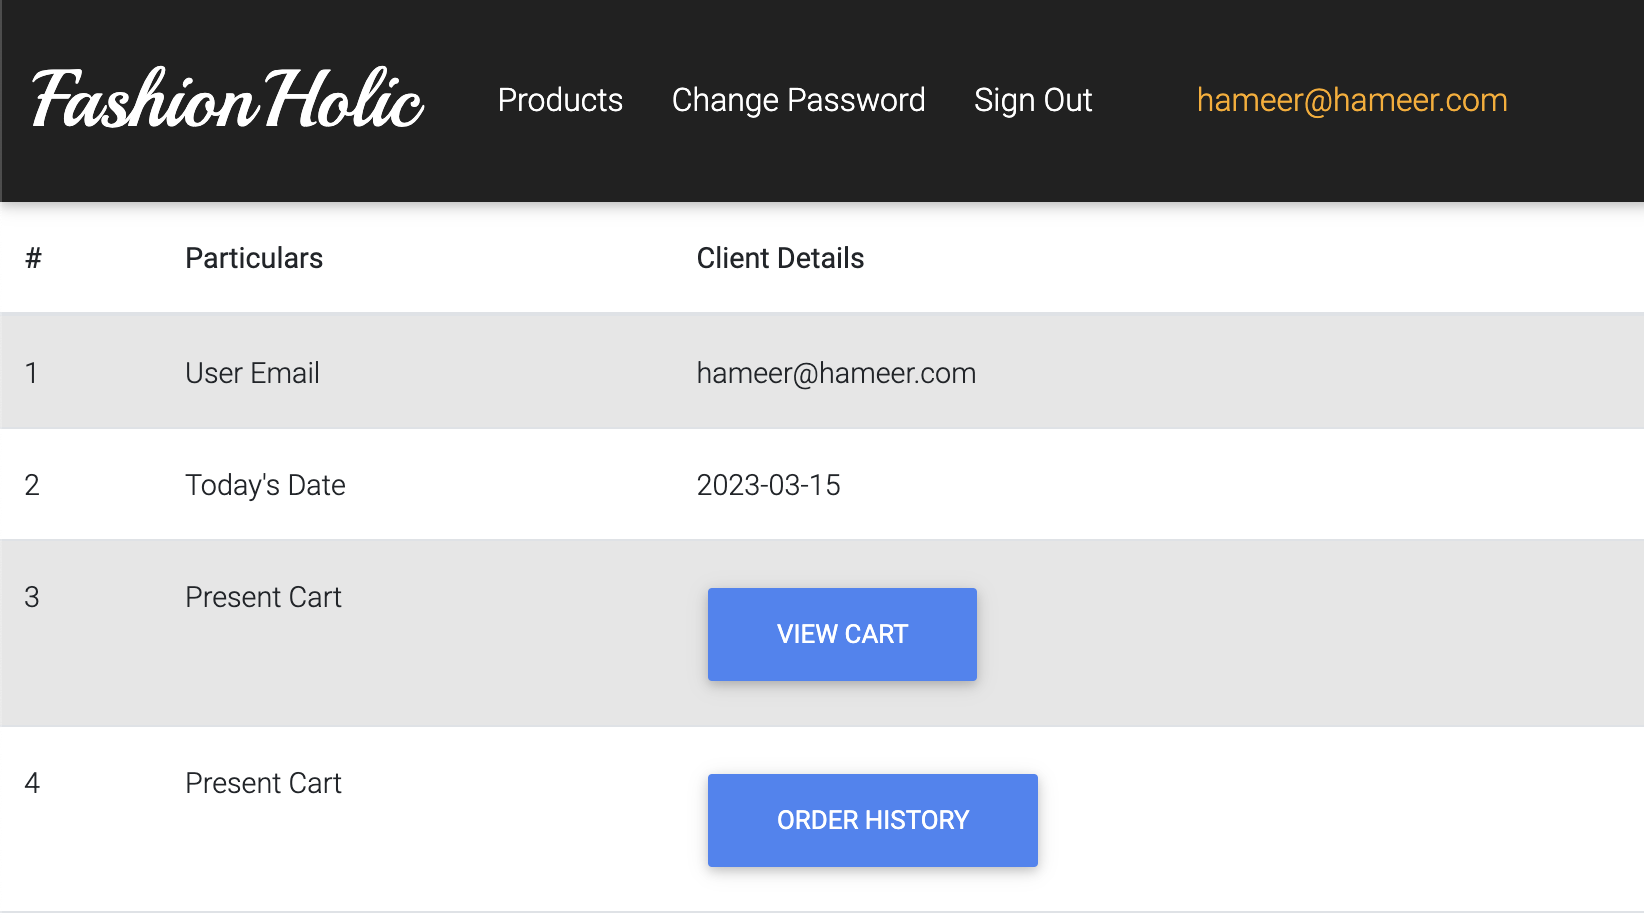 FashionHolic Products Change Password Sign Out hameer@hameer.com
# Particulars Client Details
1 User Email hameer@hameer.com
2 Today's Date 2023-03-15
3 Present Cart VIEW CART
4 Present Cart ORDER HISTORY